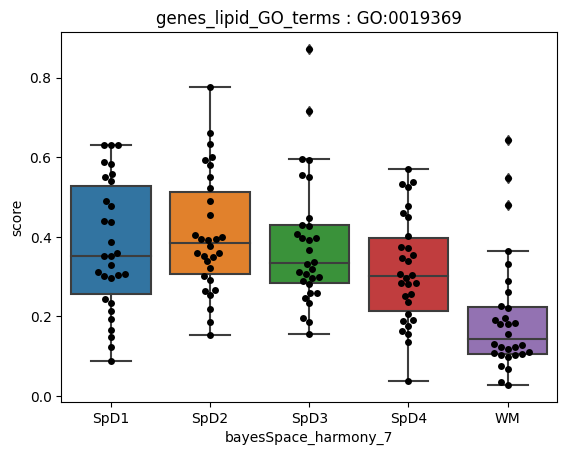 genes_lipid_GO_terms : GO:0019369
score
0.8
0.6
0.4
0.2
0.0
SpD1 SpD2 SpD3 SpD4 WM
bayesSpace_harmony_7